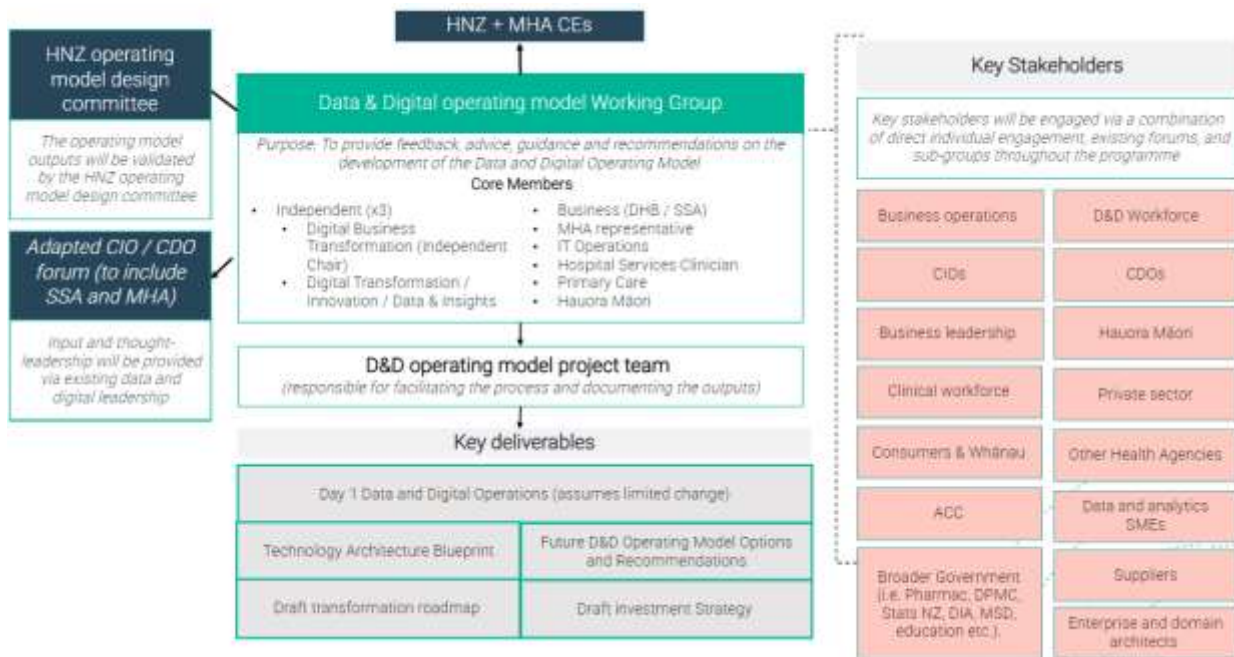 HNZ + MHA CEs
HNZ operating
model design
committee
The operating model
outputs will be validated
by the HNZ operating
model design committee
Adapted CIO / CDO
forum (to include
SSA and MHA)
Input and thought-
leadership will be provided
via existing data and
digital leadership
Data & Digital operating model Working Group
Purpose: To provide feedback, advice, guidance and recommendations on the
development of the Data and Digital Operating Model
Core Members
• Independent (x3)
• Digital Business
Transformation (Independent
Chair)
• Digital Transformation /
Innovation / Data & Insights
• Business (DHB / SSA)
• MHA representative
• IT Operations
• Hospital Services Clinician
• Primary Care
• Hauora Māori
D&D operating model project team
(responsible for facilitating the process and documenting the outputs)
Key deliverables
Day 1 Data and Digital Operations (assumes limited change)
Technology Architecture Blueprint
Future D&D Operating Model Options
and Recommendations
Draft transformation roadmap
Draft investment Strategy
Key Stakeholders
Key stakeholders will be engaged via a combination
of direct individual engagement, existing forums, and
sub-groups throughout the programme
Business operations
D&D Workforce
CIOs
CDOs
Business leadership
Hauora Māori
Clinical workforce
Private sector
Consumers & Whānau
Other Health Agencies
ACC
Data and analytics
SMEs
Broader Government
(i.e. Pharmac, DPMC,
Stats NZ, DIA, MSD,
education etc.).
Suppliers
Enterprise and domain
architects